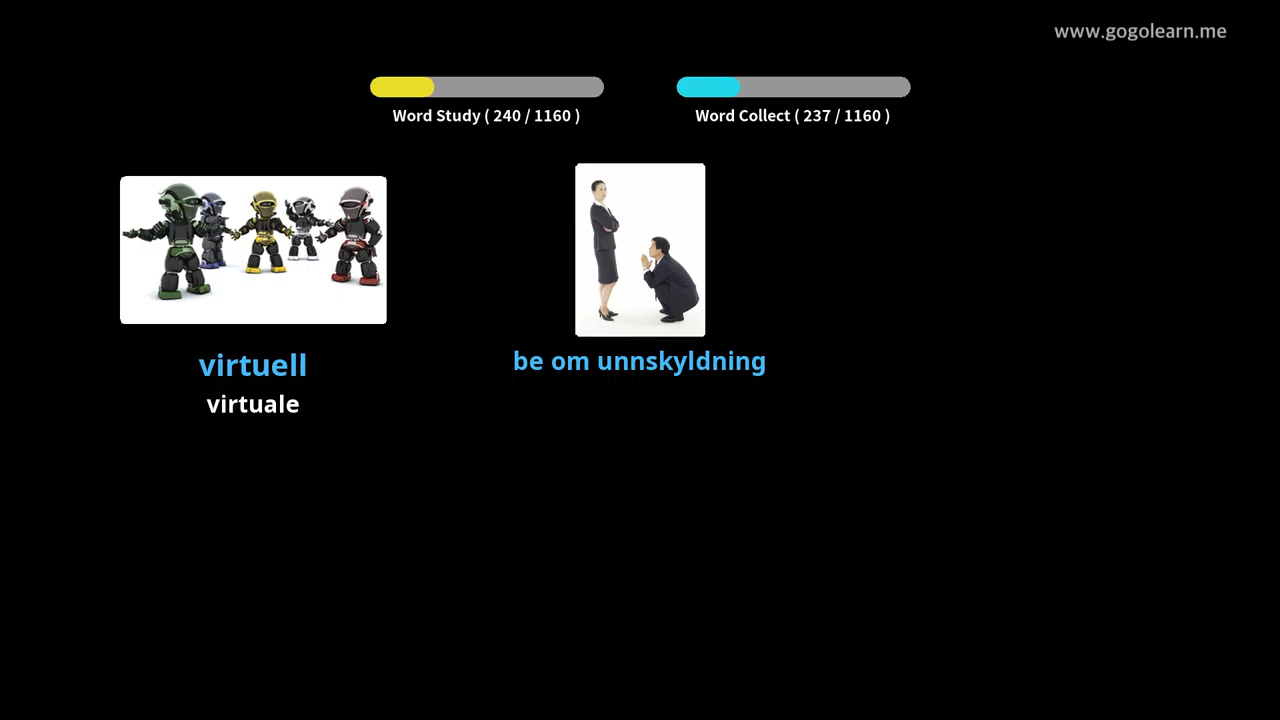 www.gogolearn.me
Word Study ( 240 / 1160 )
Word Collect ( 237 / 1160 )
virtuell
virtuale
be om unnskyldning